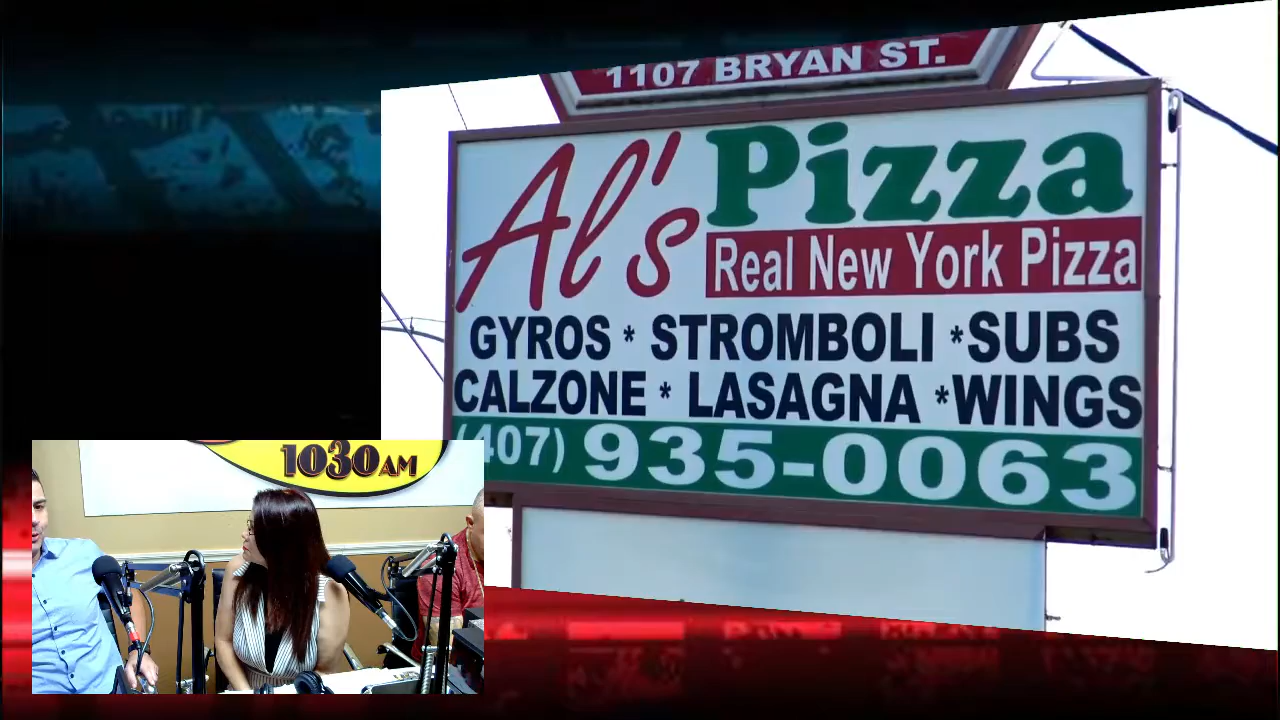 1107 BRYAN ST.
Al's Pizza
Real New York Pizza
GYROS * STROMBOLI *SUBS
CALZONE * LASAGNA *WINGS
(407) 935-0063
1030AM